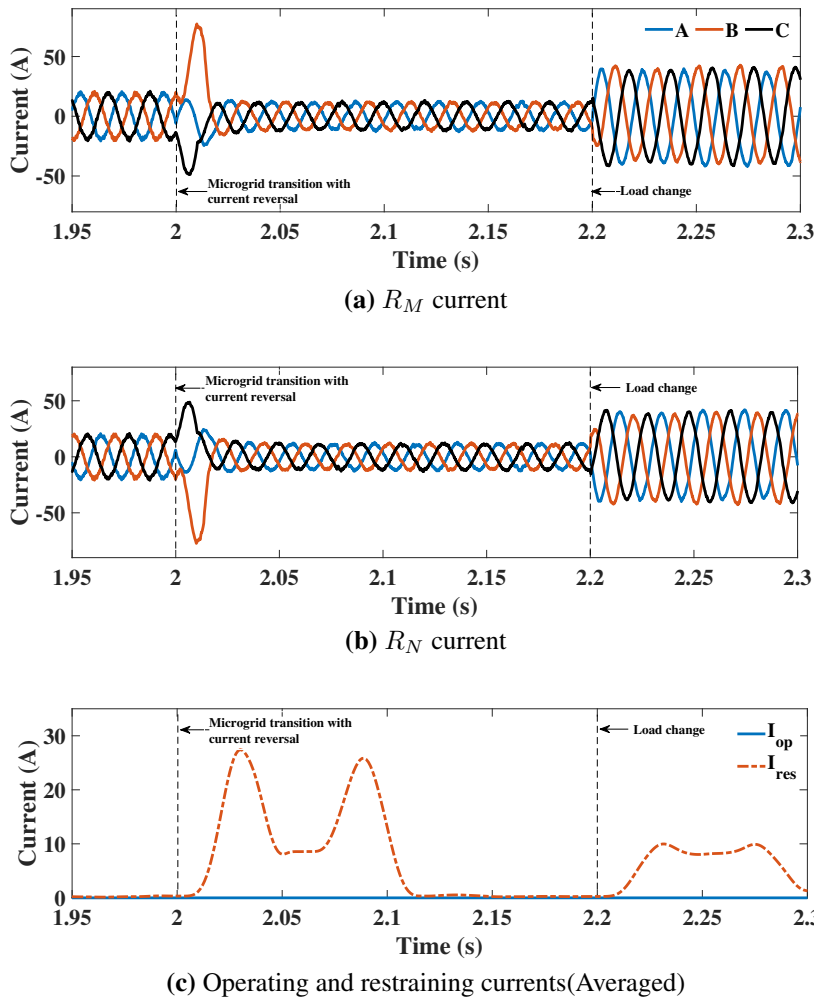 A B C
50
0
-50
Current (A)
Microgrid transition with
current reversal
Load change
1.95 2 2.05 2.1 2.15 2.2 2.25 2.3
Time (s)
(a) R_M current
50
0
-50
Current (A)
Microgrid transition with
current reversal
Load change
1.95 2 2.05 2.1 2.15 2.2 2.25 2.3
Time (s)
(b) R_N current
30
20
10
0
Current (A)
Microgrid transition with
current reversal
Load change
I_op
I_res
1.95 2 2.05 2.1 2.15 2.2 2.25 2.3
Time (s)
(c) Operating and restraining currents(Averaged)